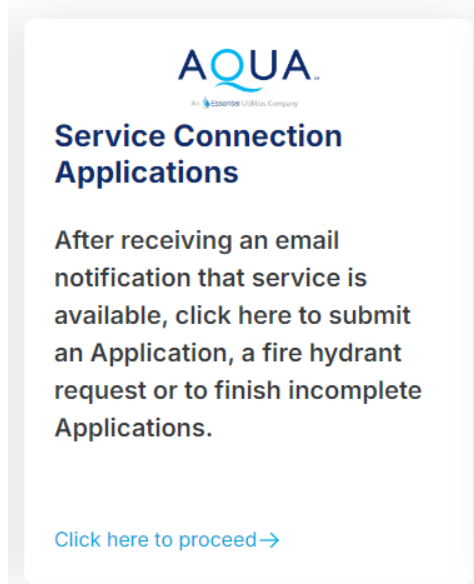 AQUA
An Essential Utilities Company
Service Connection
Applications
After receiving an email
notification that service is
available, click here to submit
an Application, a fire hydrant
request or to finish incomplete
Applications.
Click here to proceed→